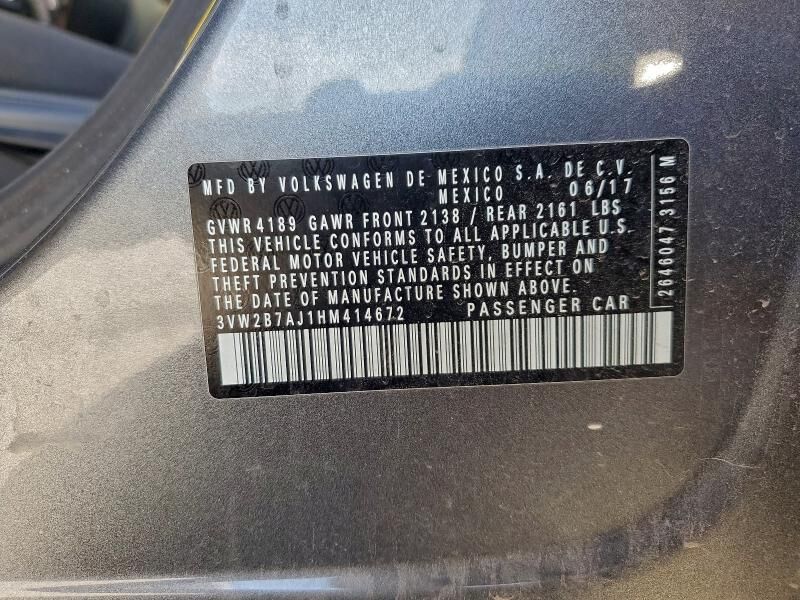 MFD BY VOLKSWAGEN DE MEXICO S.A. DE C.V.
MEXICO 06/17
GVWR 4189 GAWR FRONT 2138 / REAR 2161 LBS
THIS VEHICLE CONFORMS TO ALL APPLICABLE U.S.
FEDERAL MOTOR VEHICLE SAFETY, BUMPER AND
THEFT PREVENTION STANDARDS IN EFFECT ON
THE DATE OF MANUFACTURE SHOWN ABOVE.
3VW2B7AJ1HM414672 PASSENGER CAR
2646047 3156 M